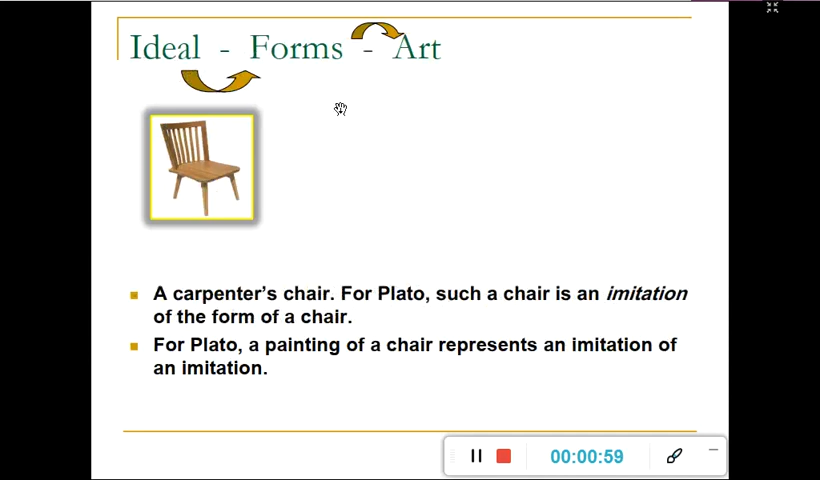 Ideal - Forms - Art
A carpenter's chair. For Plato, such a chair is an imitation
of the form of a chair.
For Plato, a painting of a chair represents an imitation of
an imitation.
00:00:59